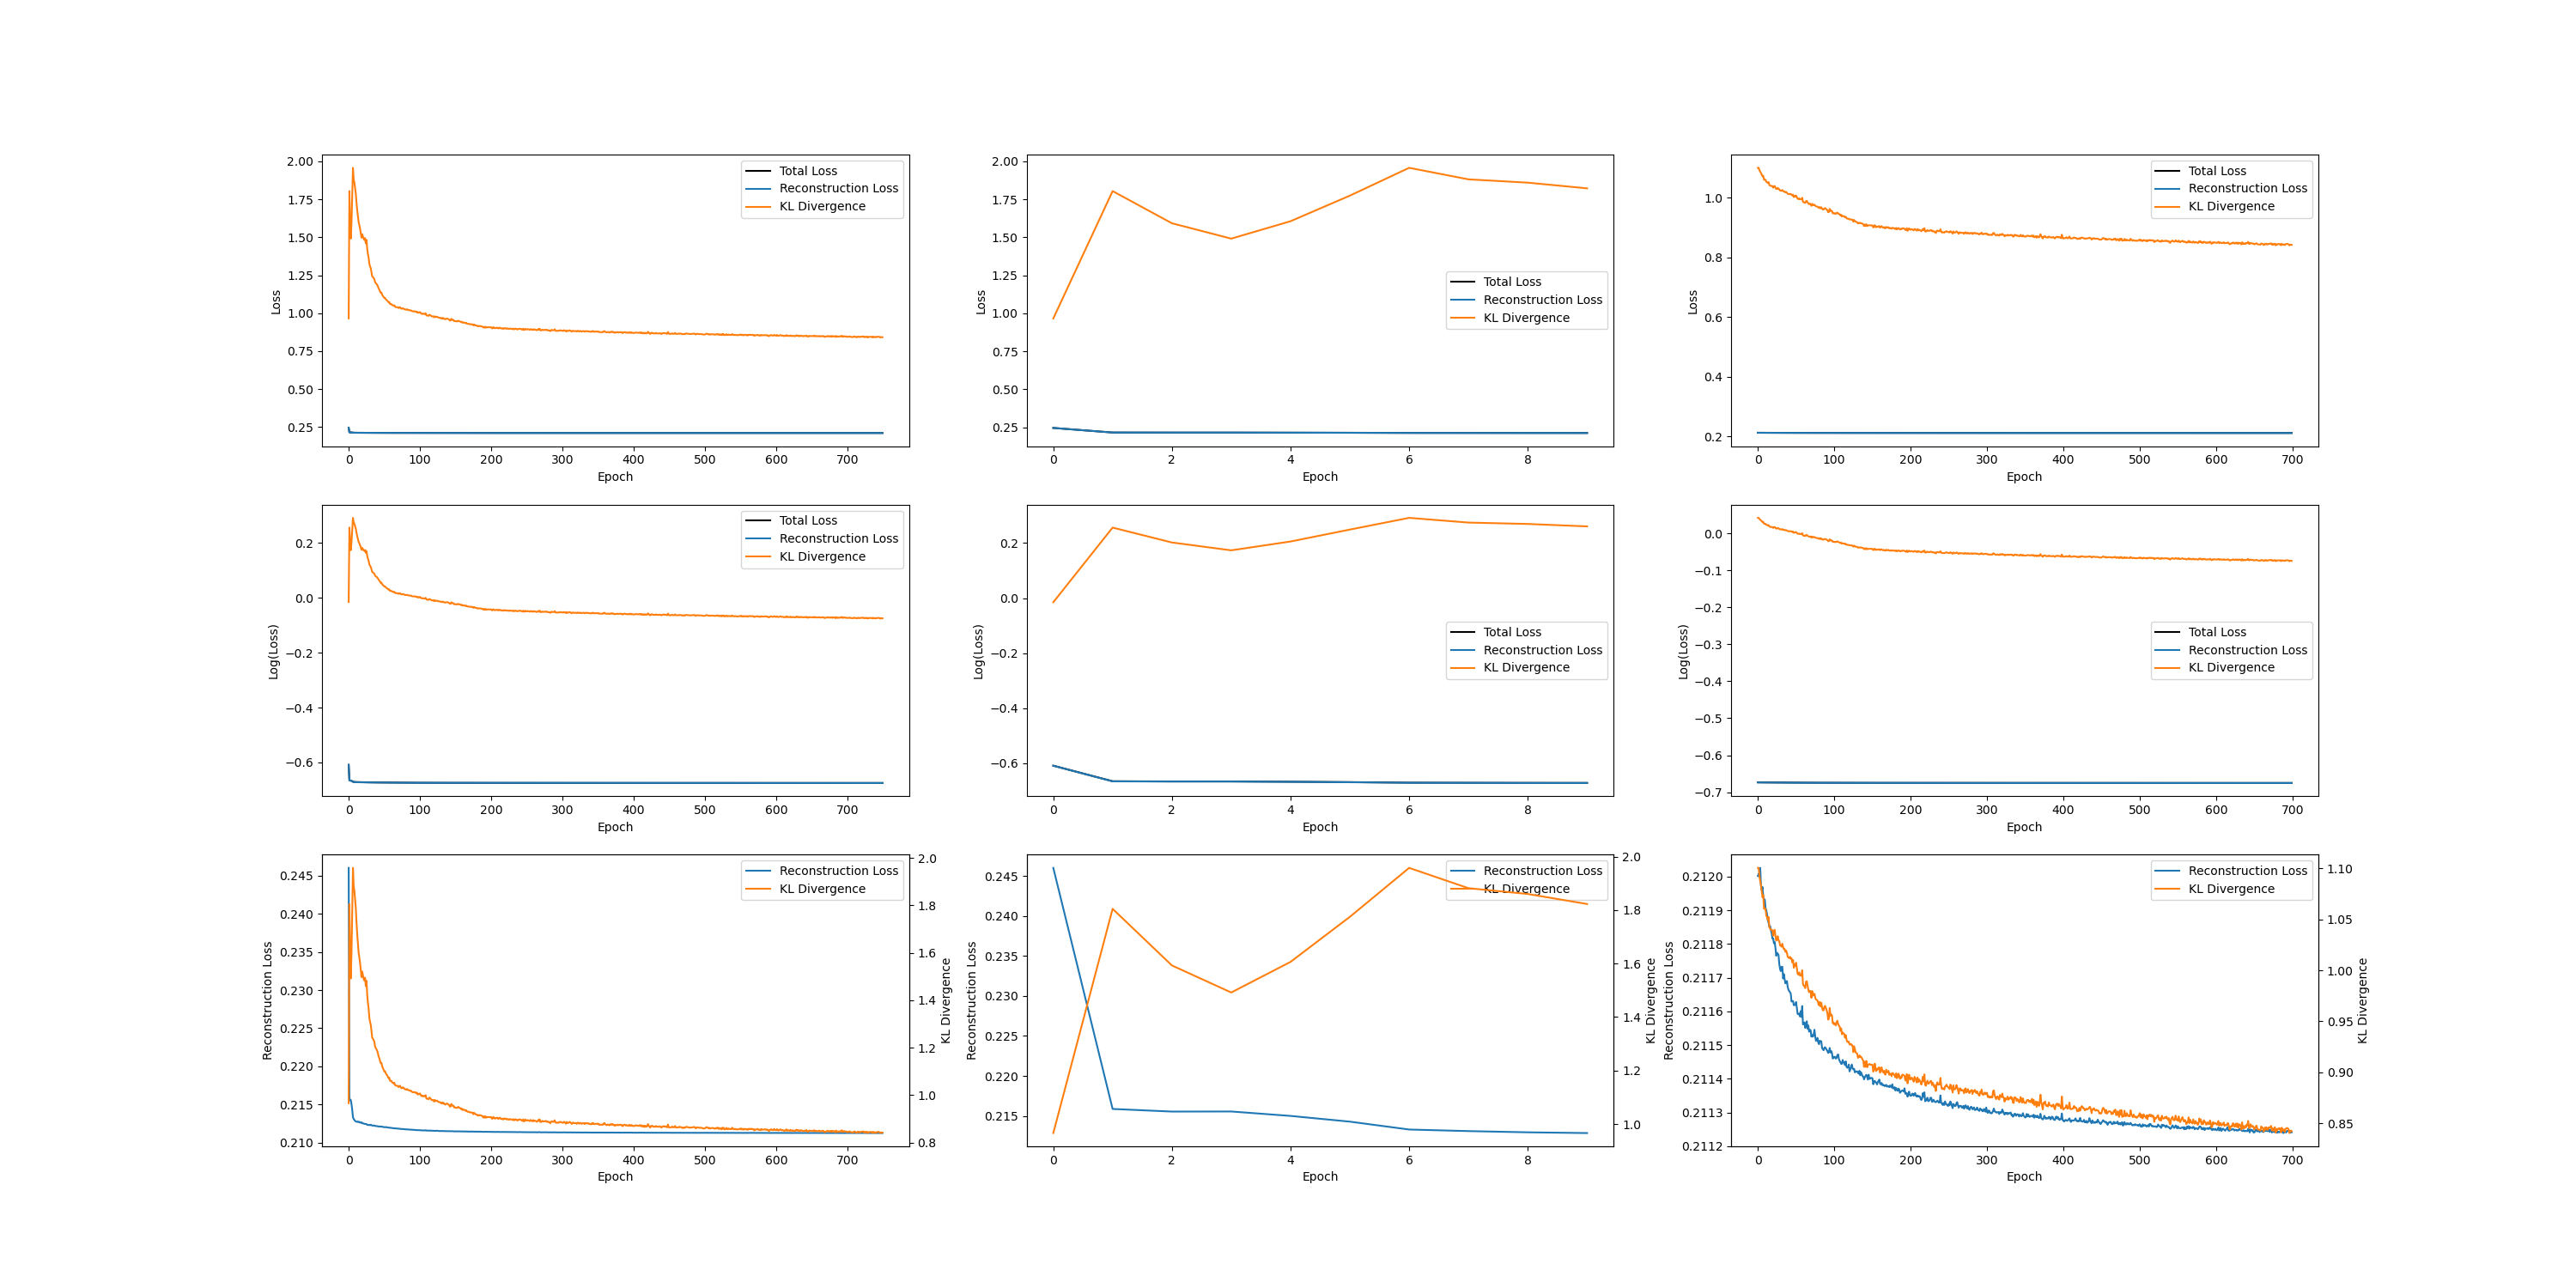 2.00
1.75
1.50
1.25
1.00
0.75
0.50
0.25
Loss
Total Loss
Reconstruction Loss
KL Divergence
0 100 200 300 400 500 600 700
Epoch
2.00
1.75
1.50
1.25
1.00
0.75
0.50
0.25
Loss
Total Loss
Reconstruction Loss
KL Divergence
0 2 4 6 8
Epoch
1.0
0.8
0.6
0.4
0.2
Loss
Total Loss
Reconstruction Loss
KL Divergence
0 100 200 300 400 500 600 700
Epoch
0.2
0.0
−0.2
−0.4
−0.6
Log(Loss)
Total Loss
Reconstruction Loss
KL Divergence
0 100 200 300 400 500 600 700
Epoch
0.2
0.0
−0.2
−0.4
−0.6
Log(Loss)
Total Loss
Reconstruction Loss
KL Divergence
0 2 4 6 8
Epoch
0.0
−0.1
−0.2
−0.3
−0.4
−0.5
−0.6
−0.7
Log(Loss)
Total Loss
Reconstruction Loss
KL Divergence
0 100 200 300 400 500 600 700
Epoch
0.245
0.240
0.235
0.230
0.225
0.220
0.215
0.210
Reconstruction Loss
Reconstruction Loss
KL Divergence
2.0
1.8
1.6
1.4
1.2
1.0
0.8
KL Divergence
0 100 200 300 400 500 600 700
Epoch
0.245
0.240
0.235
0.230
0.225
0.220
0.215
Reconstruction Loss
Reconstruction Loss
KL Divergence
2.0
1.8
1.6
1.4
1.2
1.0
KL Divergence
0 2 4 6 8
Epoch
0.2120
0.2119
0.2118
0.2117
0.2116
0.2115
0.2114
0.2113
0.2112
Reconstruction Loss
Reconstruction Loss
KL Divergence
1.10
1.05
1.00
0.95
0.90
0.85
KL Divergence
0 100 200 300 400 500 600 700
Epoch